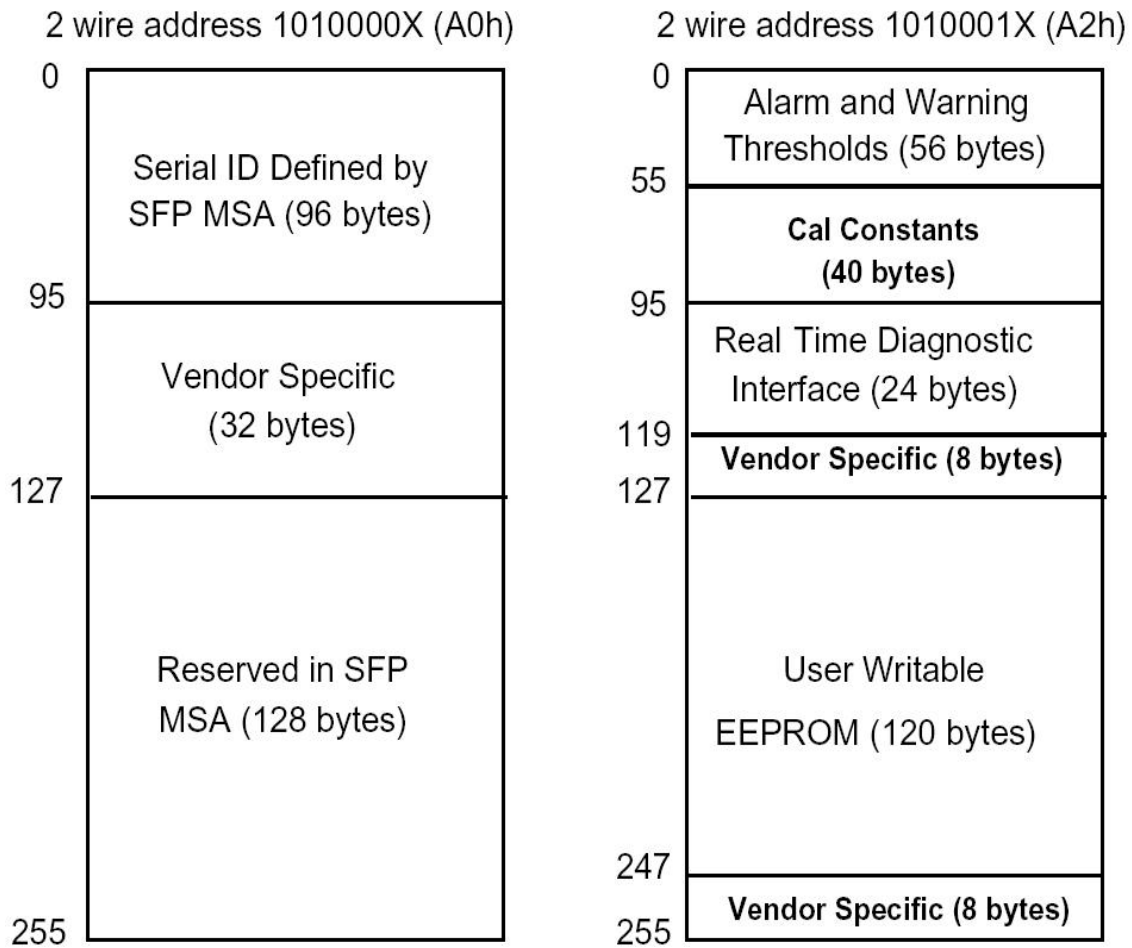 2 wire address 1010000X (A0h)
0
Serial ID Defined by
SFP MSA (96 bytes)
95
Vendor Specific
(32 bytes)
127
Reserved in SFP
MSA (128 bytes)
255
2 wire address 1010001X (A2h)
0
Alarm and Warning
Thresholds (56 bytes)
55
Cal Constants
(40 bytes)
95
Real Time Diagnostic
Interface (24 bytes)
119
Vendor Specific (8 bytes)
127
User Writable
EEPROM (120 bytes)
247
Vendor Specific (8 bytes)
255